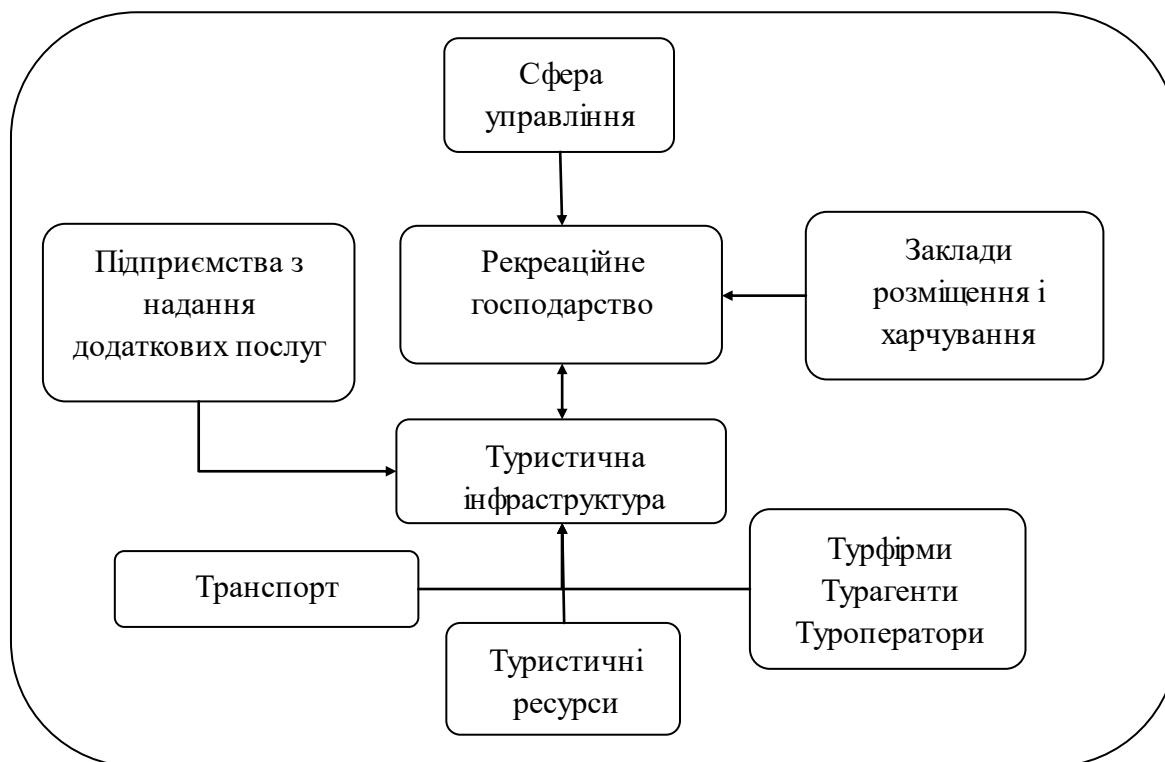 Сфера
управління
Підприємства з
надання
додаткових послуг
Рекреаційне
господарство
Заклади
розміщення і
харчування
Туристична
інфраструктура
Транспорт
Турфірми
Турагенти
Туроператори
Туристичні
ресурси